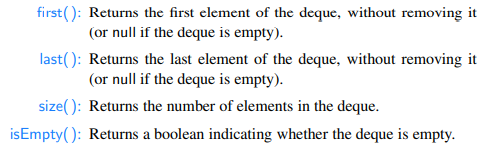 first(): Returns the first element of the deque, without removing it
(or null if the deque is empty).
last(): Returns the last element of the deque, without removing it
(or null if the deque is empty).
size(): Returns the number of elements in the deque.
isEmpty(): Returns a boolean indicating whether the deque is empty.